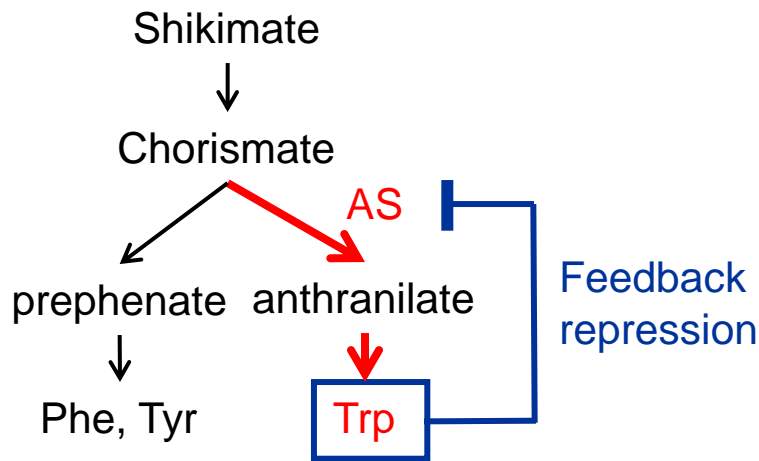 Shikimate
Chorismate
AS
prephenate
anthranilate
Feedback
repression
Phe, Tyr
Trp